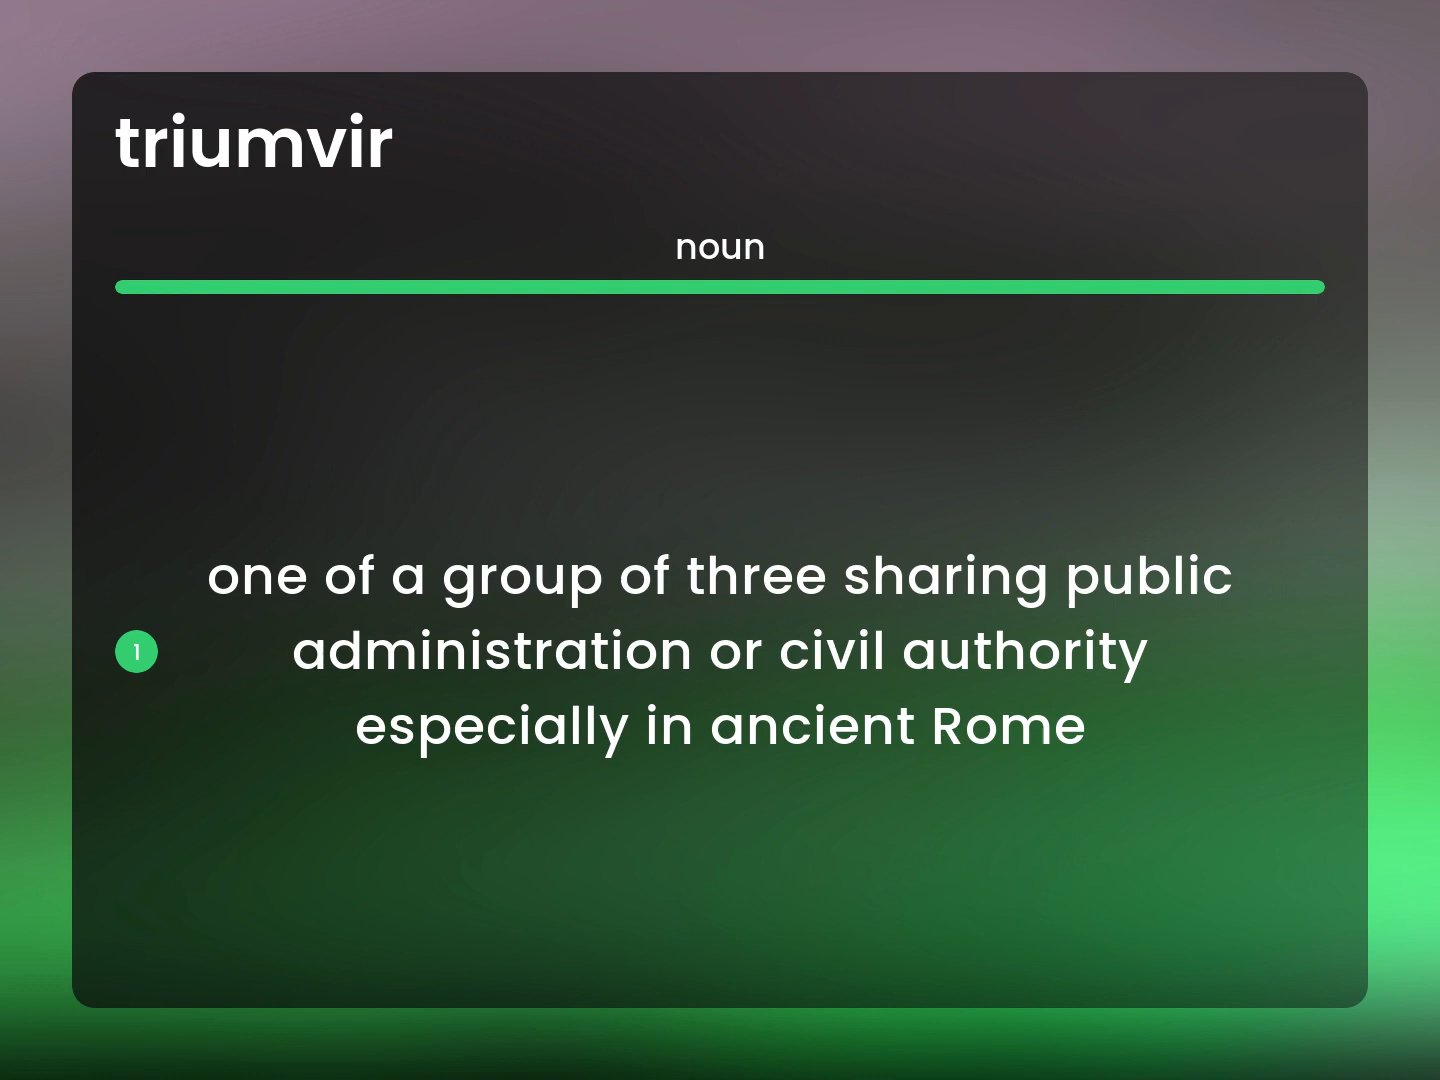 triumvir
noun
one of a group of three sharing public
1
administration or civil authority
especially in ancient Rome